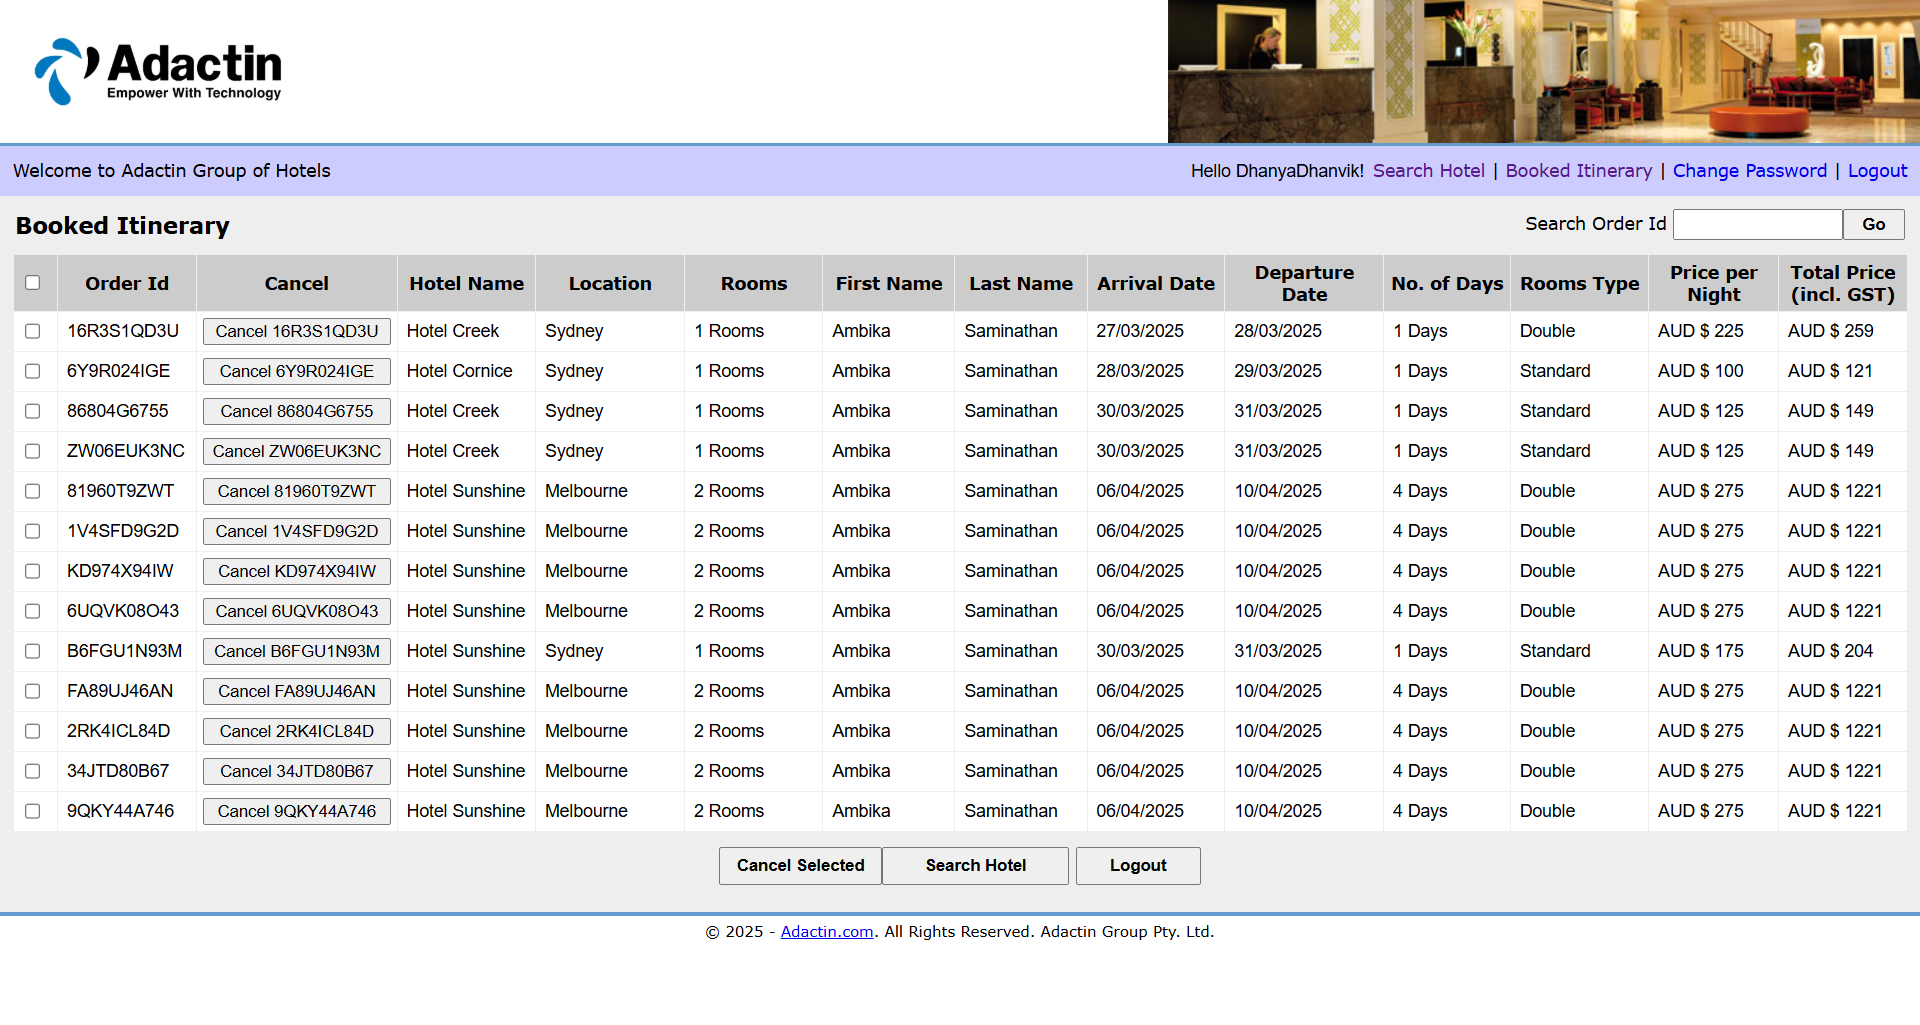 Adactin
Empower With Technology
Welcome to Adactin Group of Hotels
Hello DhanyaDhanvik! Search Hotel | Booked Itinerary | Change Password | Logout
Booked Itinerary
Search Order Id Go
Order Id Cancel Hotel Name Location Rooms First Name Last Name Arrival Date Departure Date No. of Days Rooms Type Price per Night Total Price (incl. GST)
16R3S1QD3U Cancel 16R3S1QD3U Hotel Creek Sydney 1 Rooms Ambika Saminathan 27/03/2025 28/03/2025 1 Days Double AUD $ 225 AUD $ 259
6Y9R024IGE Cancel 6Y9R024IGE Hotel Cornice Sydney 1 Rooms Ambika Saminathan 28/03/2025 29/03/2025 1 Days Standard AUD $ 100 AUD $ 121
86804G6755 Cancel 86804G6755 Hotel Creek Sydney 1 Rooms Ambika Saminathan 30/03/2025 31/03/2025 1 Days Standard AUD $ 125 AUD $ 149
ZW06EUK3NC Cancel ZW06EUK3NC Hotel Creek Sydney 1 Rooms Ambika Saminathan 30/03/2025 31/03/2025 1 Days Standard AUD $ 125 AUD $ 149
81960T9ZWT Cancel 81960T9ZWT Hotel Sunshine Melbourne 2 Rooms Ambika Saminathan 06/04/2025 10/04/2025 4 Days Double AUD $ 275 AUD $ 1221
1V4SFD9G2D Cancel 1V4SFD9G2D Hotel Sunshine Melbourne 2 Rooms Ambika Saminathan 06/04/2025 10/04/2025 4 Days Double AUD $ 275 AUD $ 1221
KD974X94IW Cancel KD974X94IW Hotel Sunshine Melbourne 2 Rooms Ambika Saminathan 06/04/2025 10/04/2025 4 Days Double AUD $ 275 AUD $ 1221
6UQVK08O43 Cancel 6UQVK08O43 Hotel Sunshine Melbourne 2 Rooms Ambika Saminathan 06/04/2025 10/04/2025 4 Days Double AUD $ 275 AUD $ 1221
B6FGU1N93M Cancel B6FGU1N93M Hotel Sunshine Sydney 1 Rooms Ambika Saminathan 30/03/2025 31/03/2025 1 Days Standard AUD $ 175 AUD $ 204
FA89UJ46AN Cancel FA89UJ46AN Hotel Sunshine Melbourne 2 Rooms Ambika Saminathan 06/04/2025 10/04/2025 4 Days Double AUD $ 275 AUD $ 1221
2RK4ICL84D Cancel 2RK4ICL84D Hotel Sunshine Melbourne 2 Rooms Ambika Saminathan 06/04/2025 10/04/2025 4 Days Double AUD $ 275 AUD $ 1221
34JTD80B67 Cancel 34JTD80B67 Hotel Sunshine Melbourne 2 Rooms Ambika Saminathan 06/04/2025 10/04/2025 4 Days Double AUD $ 275 AUD $ 1221
9QKY44A746 Cancel 9QKY44A746 Hotel Sunshine Melbourne 2 Rooms Ambika Saminathan 06/04/2025 10/04/2025 4 Days Double AUD $ 275 AUD $ 1221
Cancel Selected Search Hotel Logout
© 2025 - Adactin.com. All Rights Reserved. Adactin Group Pty. Ltd.